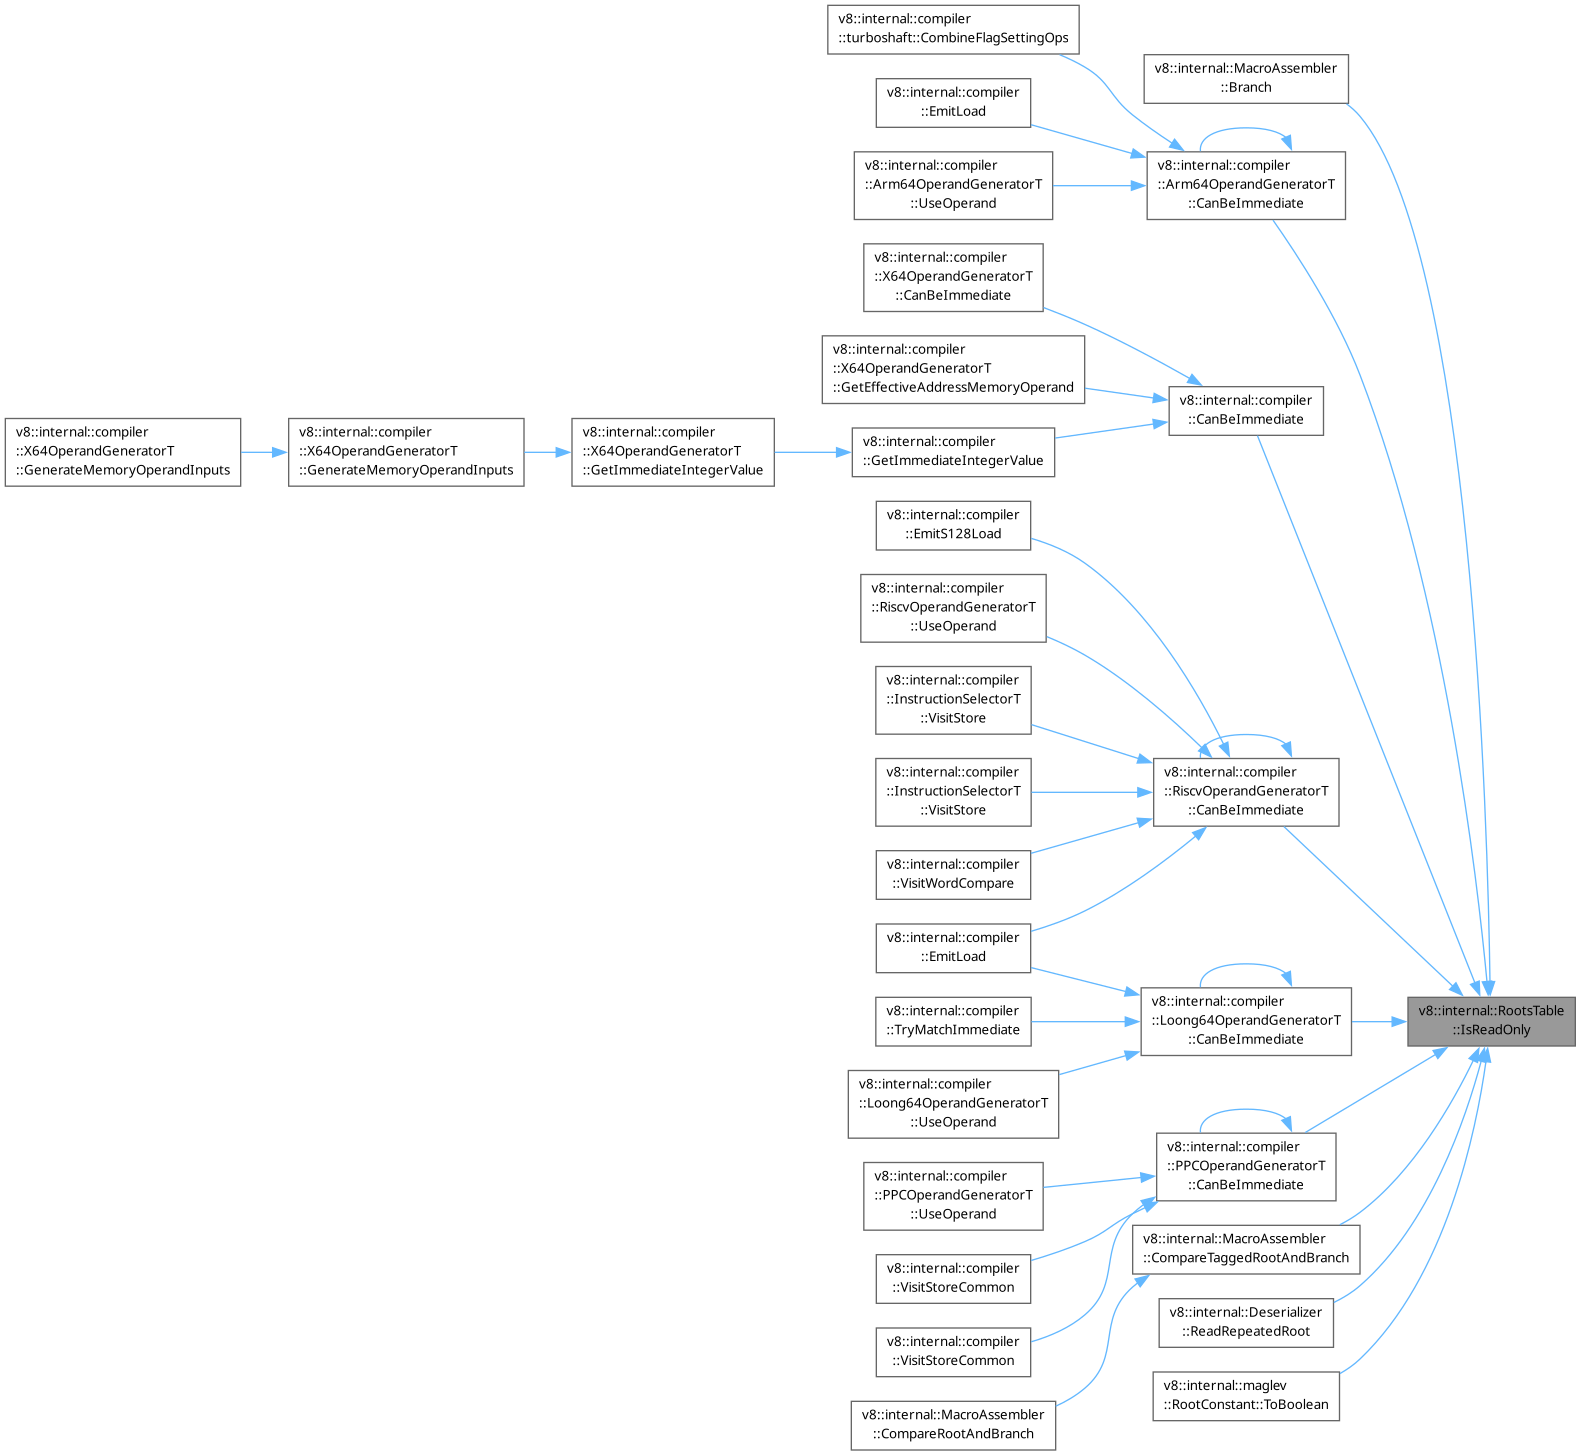 v8::internal::compiler
::turboshaft::CombineFlagSettingOps
v8::internal::MacroAssembler
::Branch
v8::internal::compiler
::EmitLoad
v8::internal::compiler
::Arm64OperandGeneratorT
::UseOperand
v8::internal::compiler
::Arm64OperandGeneratorT
::CanBeImmediate
v8::internal::compiler
::X64OperandGeneratorT
::CanBeImmediate
v8::internal::compiler
::X64OperandGeneratorT
::GetEffectiveAddressMemoryOperand
v8::internal::compiler
::CanBeImmediate
v8::internal::compiler
::X64OperandGeneratorT
::GenerateMemoryOperandInputs
v8::internal::compiler
::X64OperandGeneratorT
::GenerateMemoryOperandInputs
v8::internal::compiler
::X64OperandGeneratorT
::GetImmediateIntegerValue
v8::internal::compiler
::GetImmediateIntegerValue
v8::internal::compiler
::EmitS128Load
v8::internal::compiler
::RiscvOperandGeneratorT
::UseOperand
v8::internal::compiler
::InstructionSelectorT
::VisitStore
v8::internal::compiler
::InstructionSelectorT
::VisitStore
v8::internal::compiler
::RiscvOperandGeneratorT
::CanBeImmediate
v8::internal::compiler
::VisitWordCompare
v8::internal::compiler
::EmitLoad
v8::internal::compiler
::TryMatchImmediate
v8::internal::compiler
::Loong64OperandGeneratorT
::CanBeImmediate
v8::internal::RootsTable
::IsReadOnly
v8::internal::compiler
::Loong64OperandGeneratorT
::UseOperand
v8::internal::compiler
::PPCOperandGeneratorT
::CanBeImmediate
v8::internal::compiler
::PPCOperandGeneratorT
::UseOperand
v8::internal::MacroAssembler
::CompareTaggedRootAndBranch
v8::internal::compiler
::VisitStoreCommon
v8::internal::Deserializer
::ReadRepeatedRoot
v8::internal::compiler
::VisitStoreCommon
v8::internal::maglev
::RootConstant::ToBoolean
v8::internal::MacroAssembler
::CompareRootAndBranch